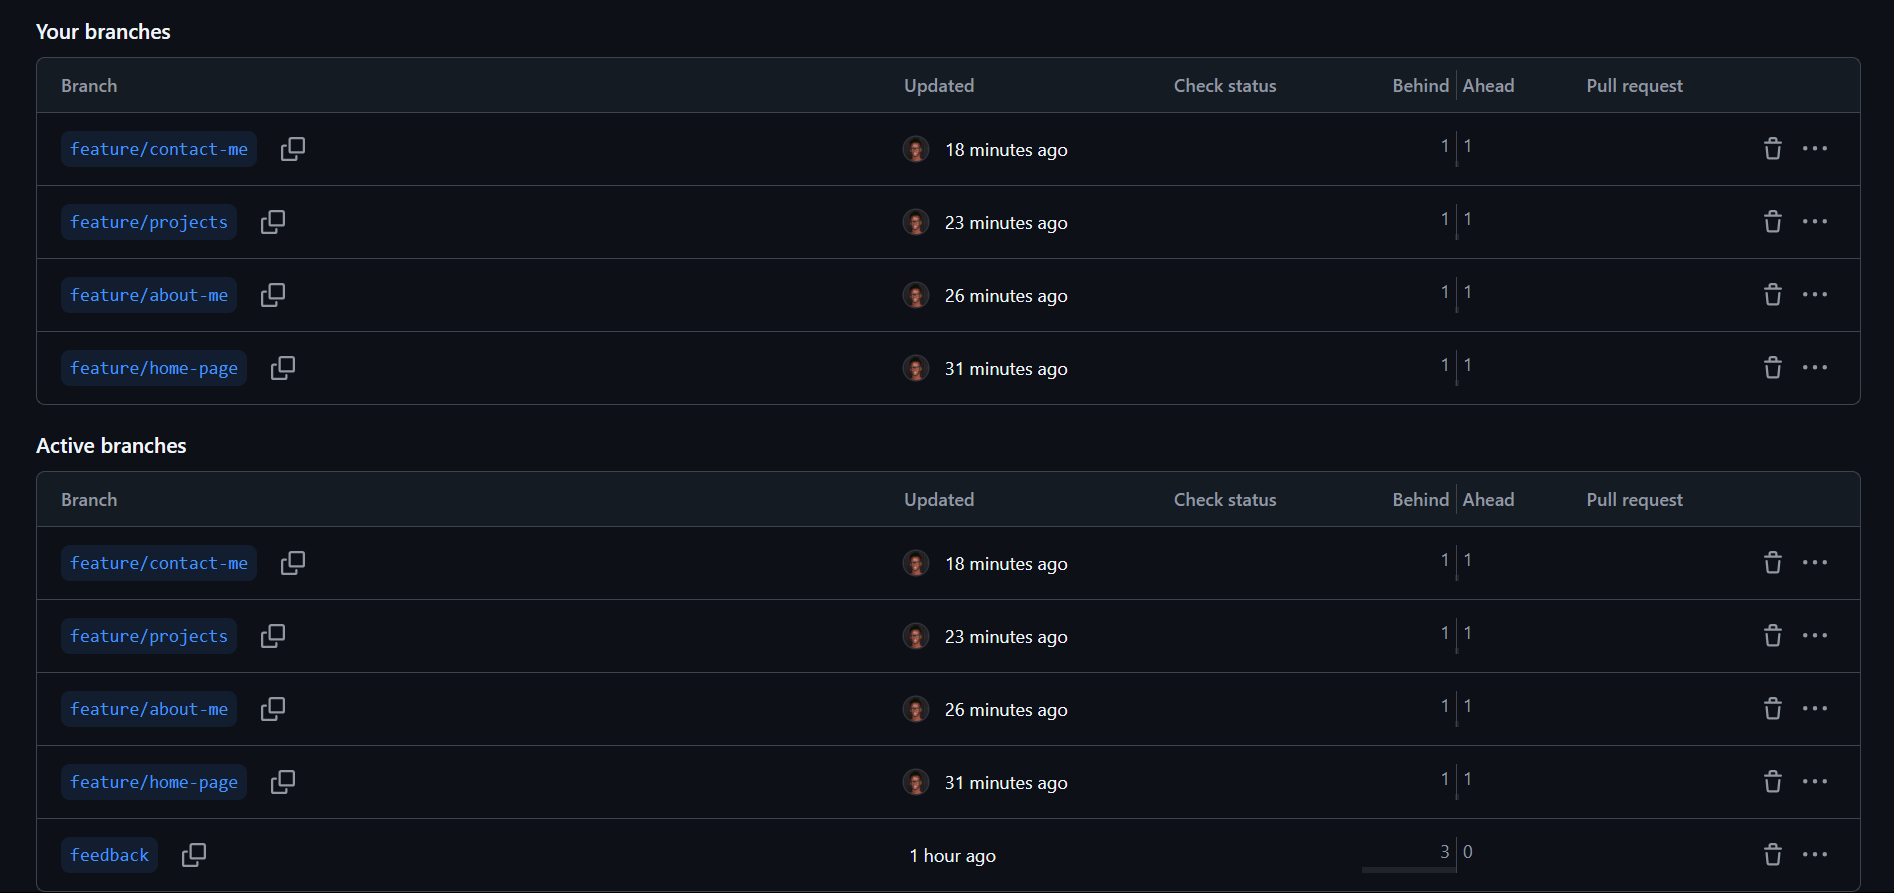 Your branches
Branch Updated Check status Behind Ahead Pull request
feature/contact-me 18 minutes ago 1 1
feature/projects 23 minutes ago 1 1
feature/about-me 26 minutes ago 1 1
feature/home-page 31 minutes ago 1 1
Active branches
Branch Updated Check status Behind Ahead Pull request
feature/contact-me 18 minutes ago 1 1
feature/projects 23 minutes ago 1 1
feature/about-me 26 minutes ago 1 1
feature/home-page 31 minutes ago 1 1
feedback 1 hour ago 3 0